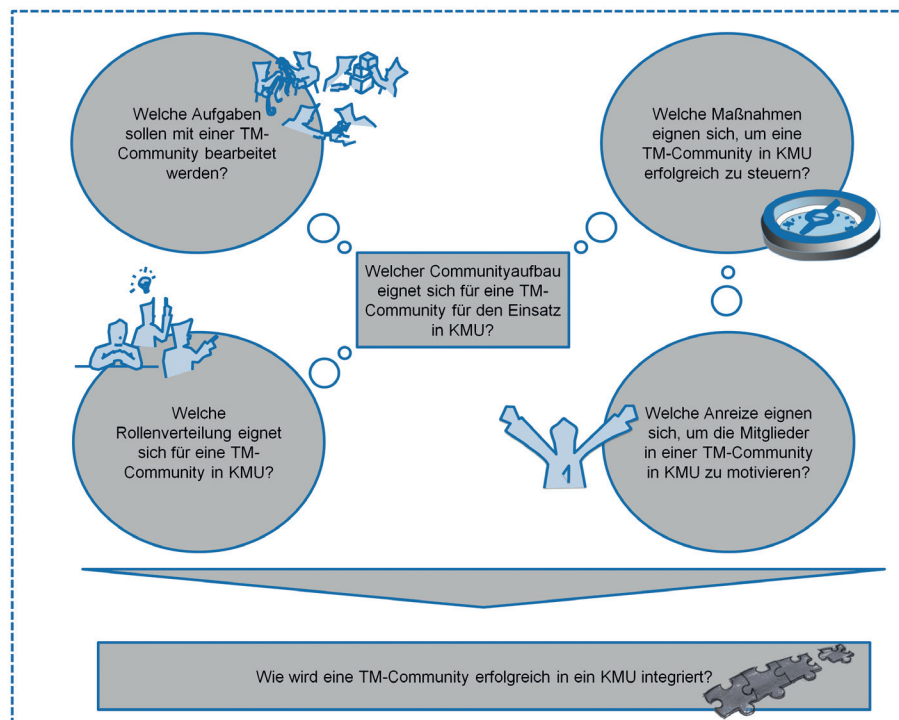 Welche Aufgaben
sollen mit einer TM-
Community bearbeitet
werden?
Welche Maßnahmen
eignen sich, um eine
TM-Community in KMU
erfolgreich zu steuern?
Welcher Communityaufbau
eignet sich für eine TM-
Community für den Einsatz
in KMU?
Welche
Rollenverteilung eignet
sich für eine TM-
Community in KMU?
Welche Anreize eignen
sich, um die Mitglieder
in einer TM-Community
in KMU zu motivieren?
Wie wird eine TM-Community erfolgreich in ein KMU integriert?